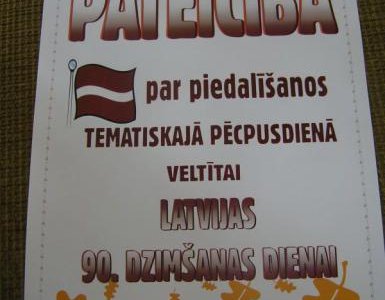 PATEICĪBA
par piedalīšanos
TEMATISKAJĀ PĒCPUSDIENĀ
VELTĪTAI
LATVIJAS
90. DZIMŠANAS DIENAI